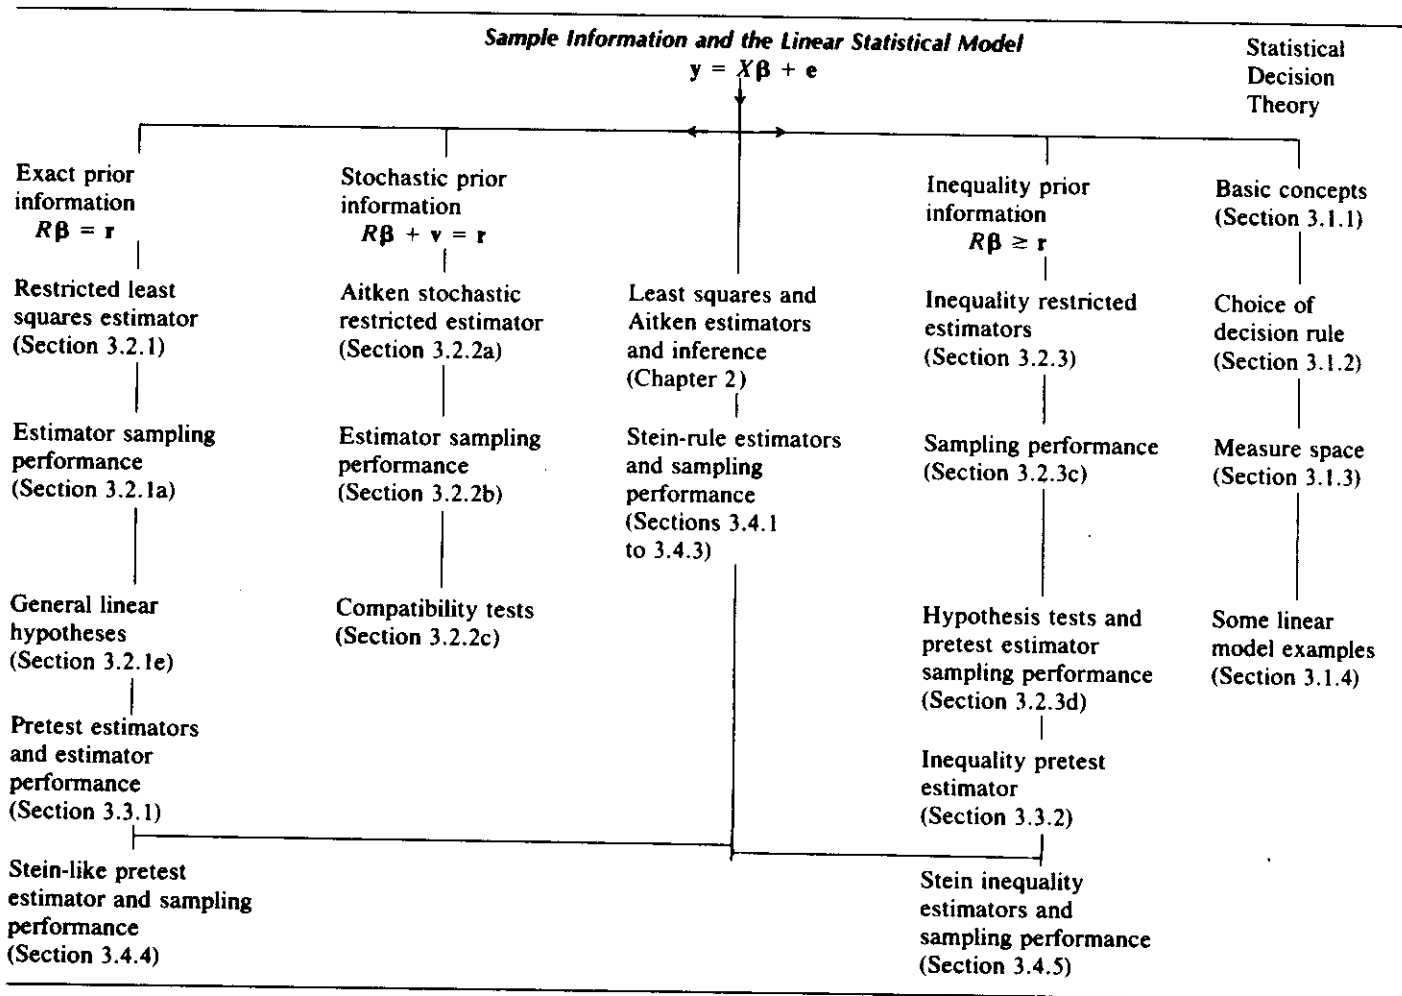 Sample Information and the Linear Statistical Model
y = Xβ + e
Statistical
Decision
Theory
Exact prior
information
Rβ = r
Restricted least
squares estimator
(Section 3.2.1)
Estimator sampling
performance
(Section 3.2.1a)
General linear
hypotheses
(Section 3.2.1e)
Pretest estimators
and estimator
performance
(Section 3.3.1)
Stein-like pretest
estimator and sampling
performance
(Section 3.4.4)
Stochastic prior
information
Rβ + v = r
Aitken stochastic
restricted estimator
(Section 3.2.2a)
Estimator sampling
performance
(Section 3.2.2b)
Compatibility tests
(Section 3.2.2c)
Least squares and
Aitken estimators
and inference
(Chapter 2)
Stein-rule estimators
and sampling
performance
(Sections 3.4.1
to 3.4.3)
Inequality prior
information
Rβ ≥ r
Inequality restricted
estimators
(Section 3.2.3)
Sampling performance
(Section 3.2.3c)
Hypothesis tests and
pretest estimator
sampling performance
(Section 3.2.3d)
Inequality pretest
estimator
(Section 3.3.2)
Stein inequality
estimators and
sampling performance
(Section 3.4.5)
Basic concepts
(Section 3.1.1)
Choice of
decision rule
(Section 3.1.2)
Measure space
(Section 3.1.3)
Some linear
model examples
(Section 3.1.4)